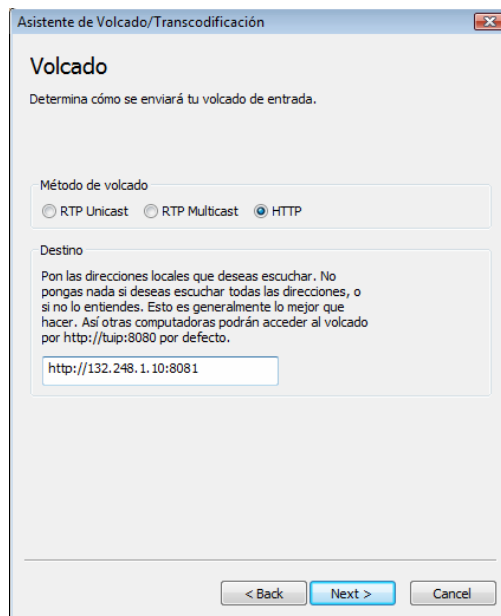 Asistente de Volcado/Transcodificación
Volcado
Determina cómo se enviará tu volcado de entrada.
Método de volcado
RTP Unicast RTP Multicast HTTP
Destino
Pon las direcciones locales que deseas escuchar. No
pongas nada si deseas escuchar todas las direcciones, o
si no lo entiendes. Esto es generalmente lo mejor que
hacer. Así otras computadoras podrán acceder al volcado
por http://tuip:8080 por defecto.
http://132.248.1.10:8081
< Back Next > Cancel